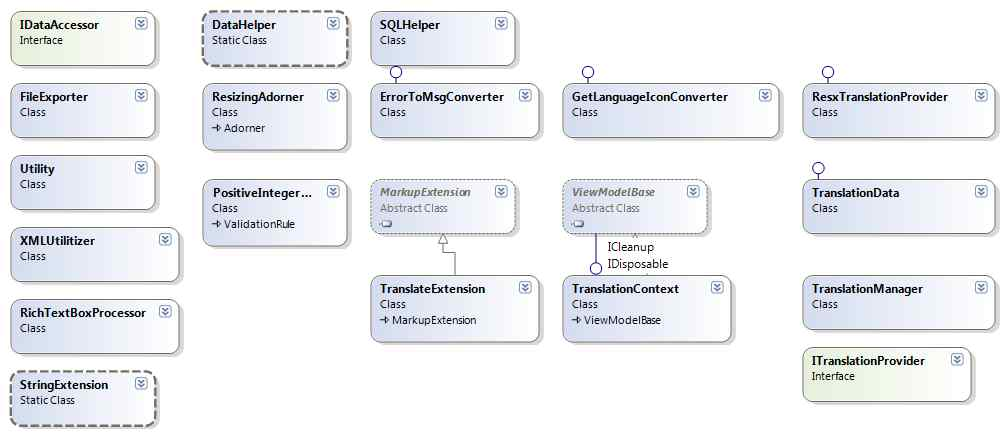 IDataAccessor
Interface
DataHelper
Static Class
SQLHelper
Class
FileExporter
Class
ResizingAdorner
Class
Adorner
ErrorToMsgConverter
Class
GetLanguageIconConverter
Class
ResxTranslationProvider
Class
Utility
Class
PositiveInteger...
Class
ValidationRule
MarkupExtension
Abstract Class
ViewModelBase
Abstract Class
TranslationData
Class
XMLUtilitizer
Class
ICleanup
IDisposable
TranslateExtension
Class
MarkupExtension
TranslationContext
Class
ViewModelBase
TranslationManager
Class
RichTextBoxProcessor
Class
ITranslationProvider
Interface
StringExtension
Static Class